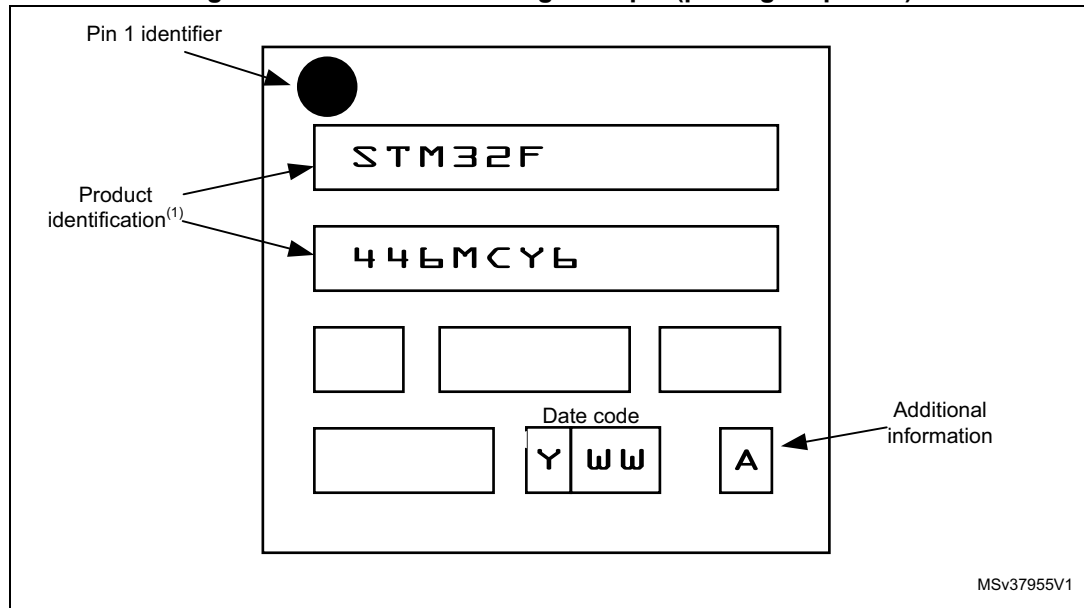 Pin 1 identifier
STM32F
Product
identification(1)
446MCY6
Date code
Y WW
A
Additional
information
MSv37955V1